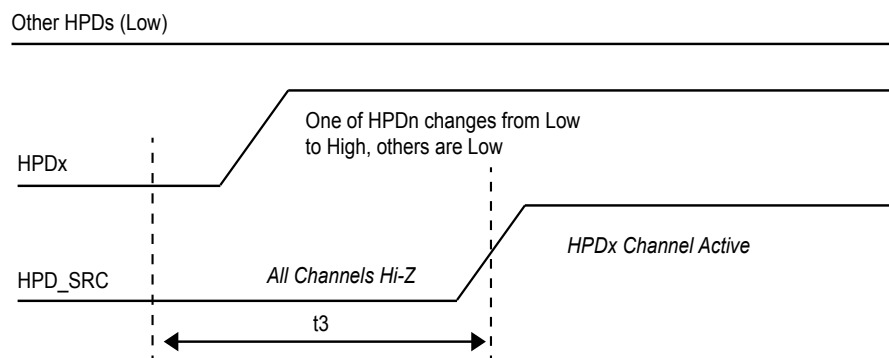 Other HPDs (Low)
One of HPDn changes from Low
to High, others are Low
HPDx
HPDx Channel Active
All Channels Hi-Z
HPD_SRC
t3